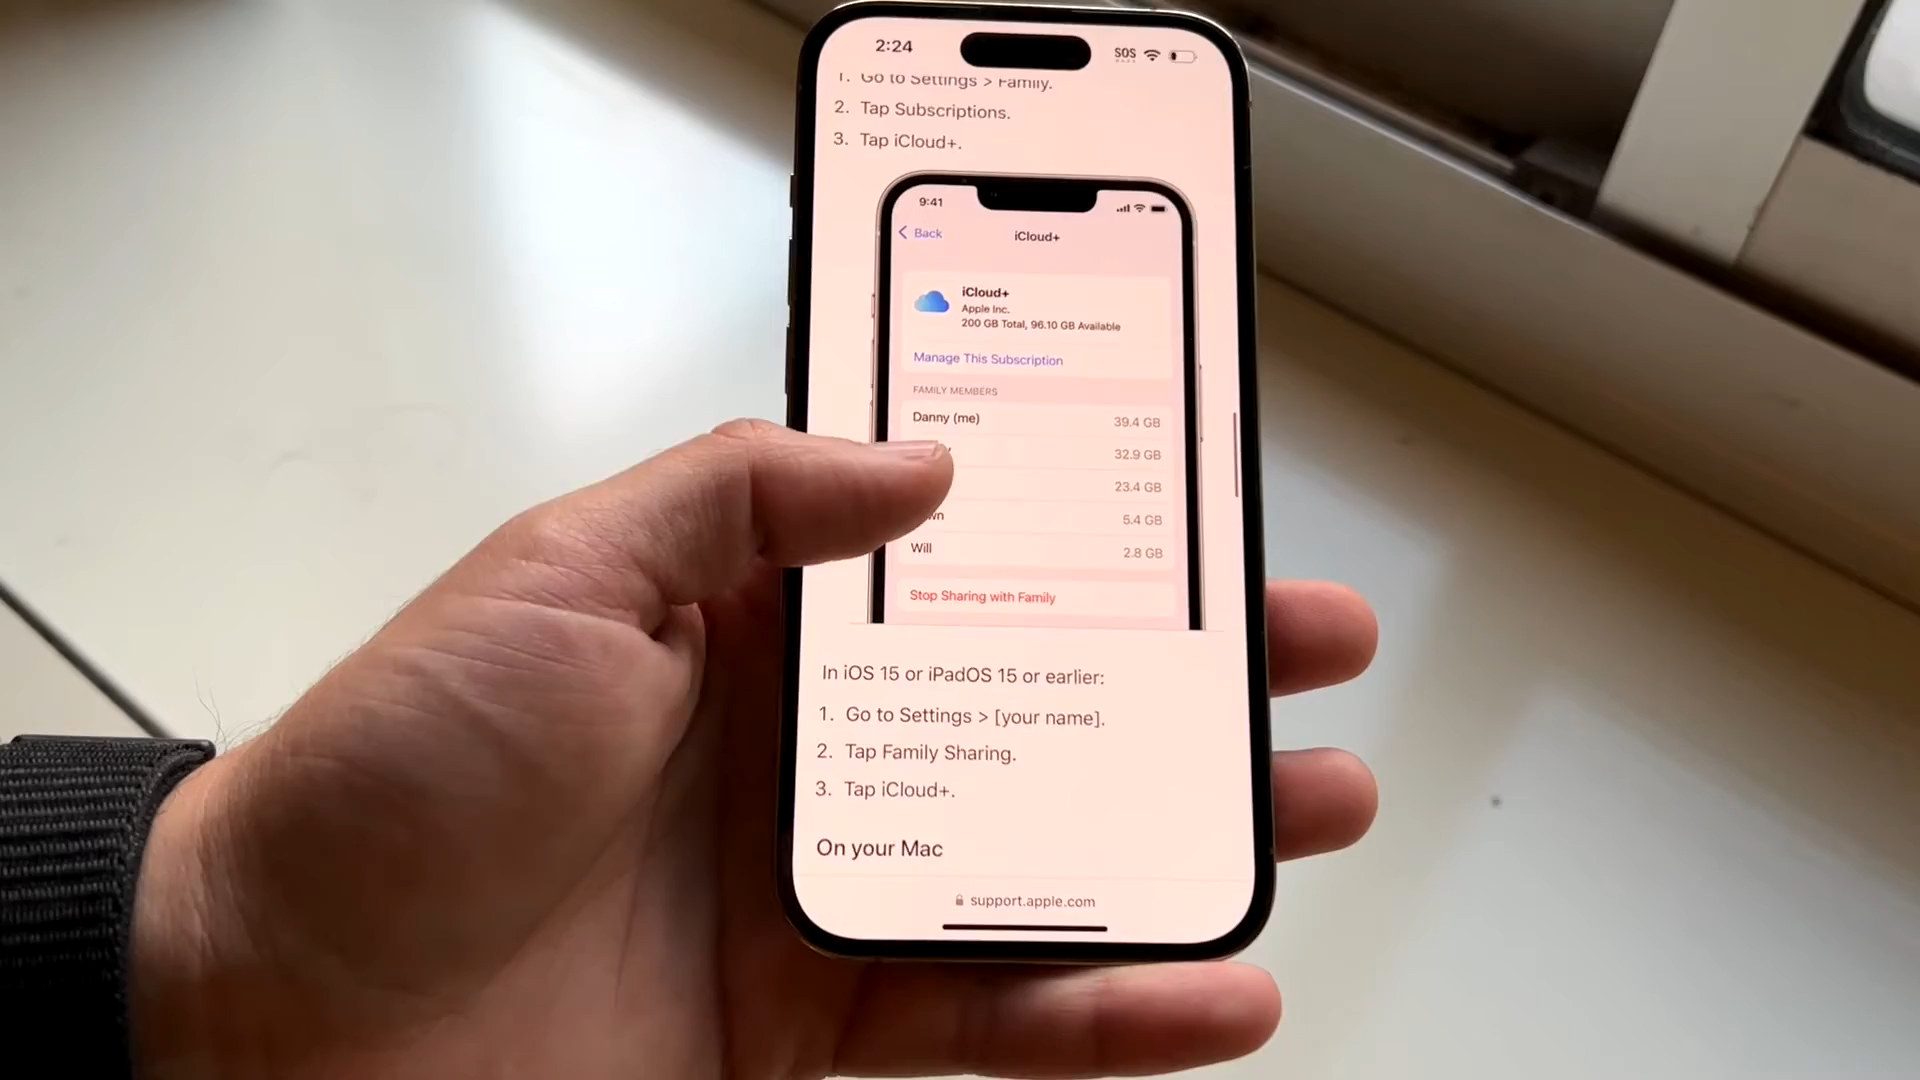 2:24
SOS
1. Go to Settings > Family.
2. Tap Subscriptions.
3. Tap iCloud+.
9:41
Back
iCloud+
iCloud+
Apple Inc.
200 GB Total, 96.10 GB Available
Manage This Subscription
FAMILY MEMBERS
Danny (me) 39.4 GB
32.9 GB
23.4 GB
5.4 GB
Will 2.8 GB
Stop Sharing with Family
In iOS 15 or iPadOS 15 or earlier:
1. Go to Settings > [your name].
2. Tap Family Sharing.
3. Tap iCloud+.
On your Mac
support.apple.com